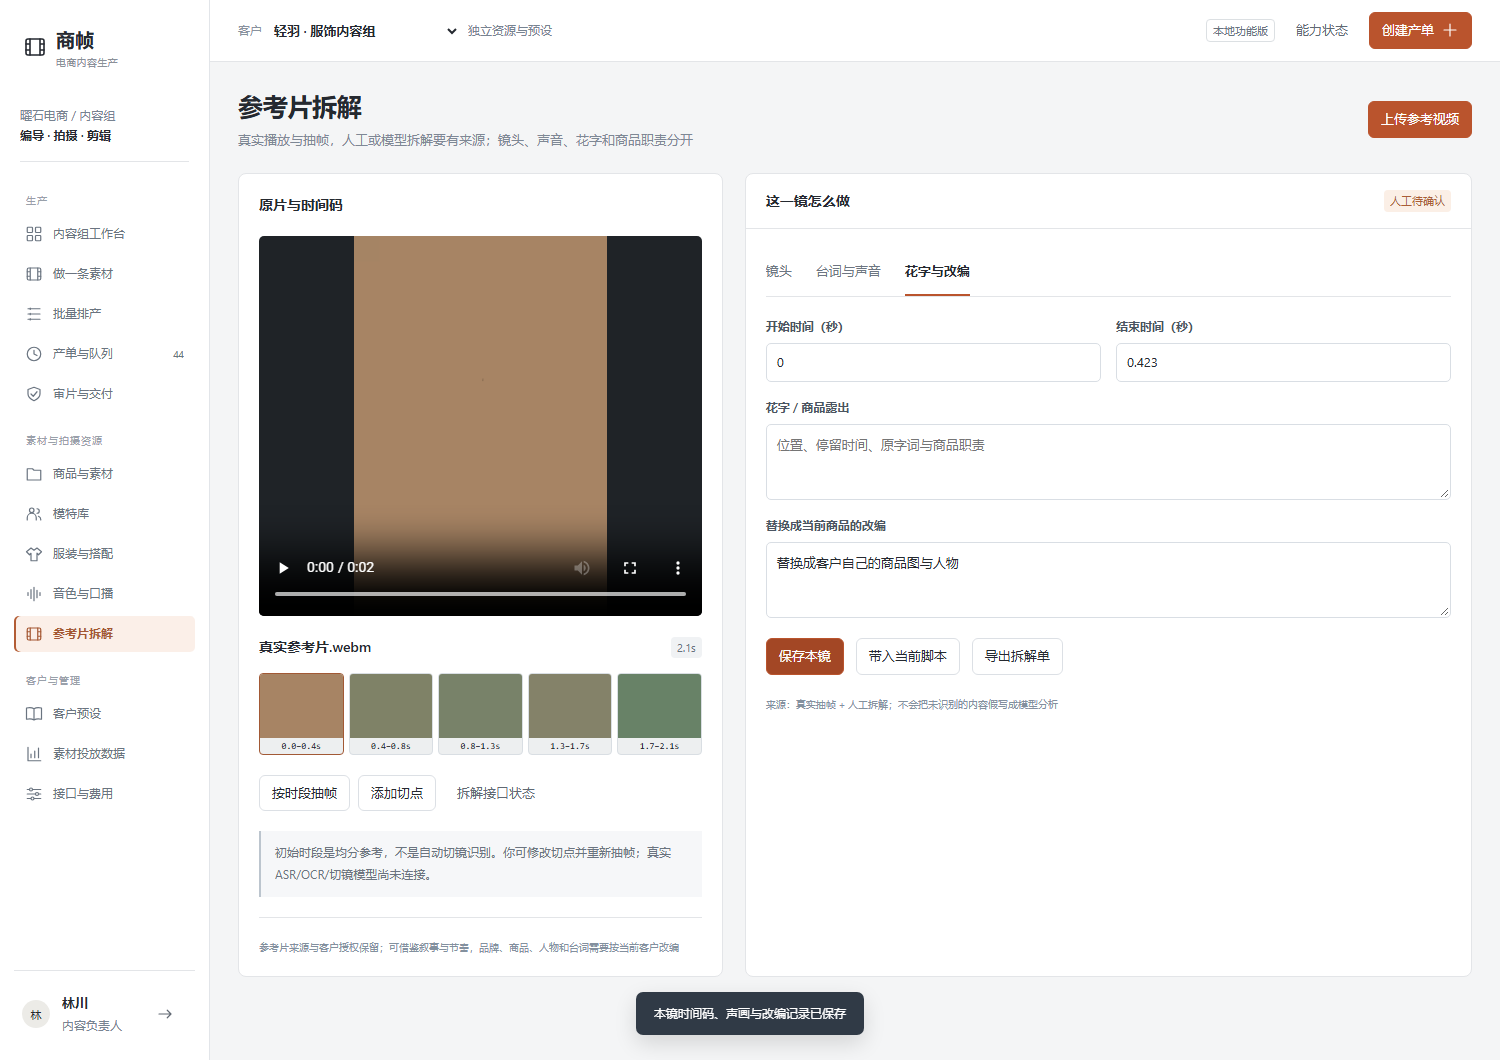 商帧
电商内容生产
曜石电商 / 内容组
编导 · 拍摄 · 剪辑
生产
内容组工作台
做一条素材
批量排产
产单与队列 44
审片与交付
素材与拍摄资源
商品与素材
模特库
服装与搭配
音色与口播
参考片拆解
客户与管理
客户预设
素材投放数据
接口与费用
林
林川
内容负责人
客户 轻羽 · 服饰内容组 独立资源与预设
本地功能版 能力状态 创建产单
参考片拆解
真实播放与抽帧，人工或模型拆解要有来源；镜头、声音、花字和商品职责分开
上传参考视频
原片与时间码
0:00 / 0:02
真实参考片.webm 2.1s
0.0–0.4s 0.4–0.8s 0.8–1.3s 1.3–1.7s 1.7–2.1s
按时段抽帧 添加切点 拆解接口状态
初始时段是均分参考，不是自动切镜识别。你可修改切点并重新抽帧；真实
ASR/OCR/切镜模型尚未连接。
参考片来源与客户授权保留；可借鉴叙事与节奏，品牌、商品、人物和台词需要按当前客户改编
这一镜怎么做 人工待确认
镜头 台词与声音 花字与改编
开始时间（秒） 结束时间（秒）
0 0.423
花字 / 商品露出
位置、停留时间、原字词与商品职责
替换成当前商品的改编
替换成客户自己的商品图与人物
保存本镜 带入当前脚本 导出拆解单
来源：真实抽帧 + 人工拆解；不会把未识别的内容假写成模型分析
本镜时间码、声画与改编记录已保存